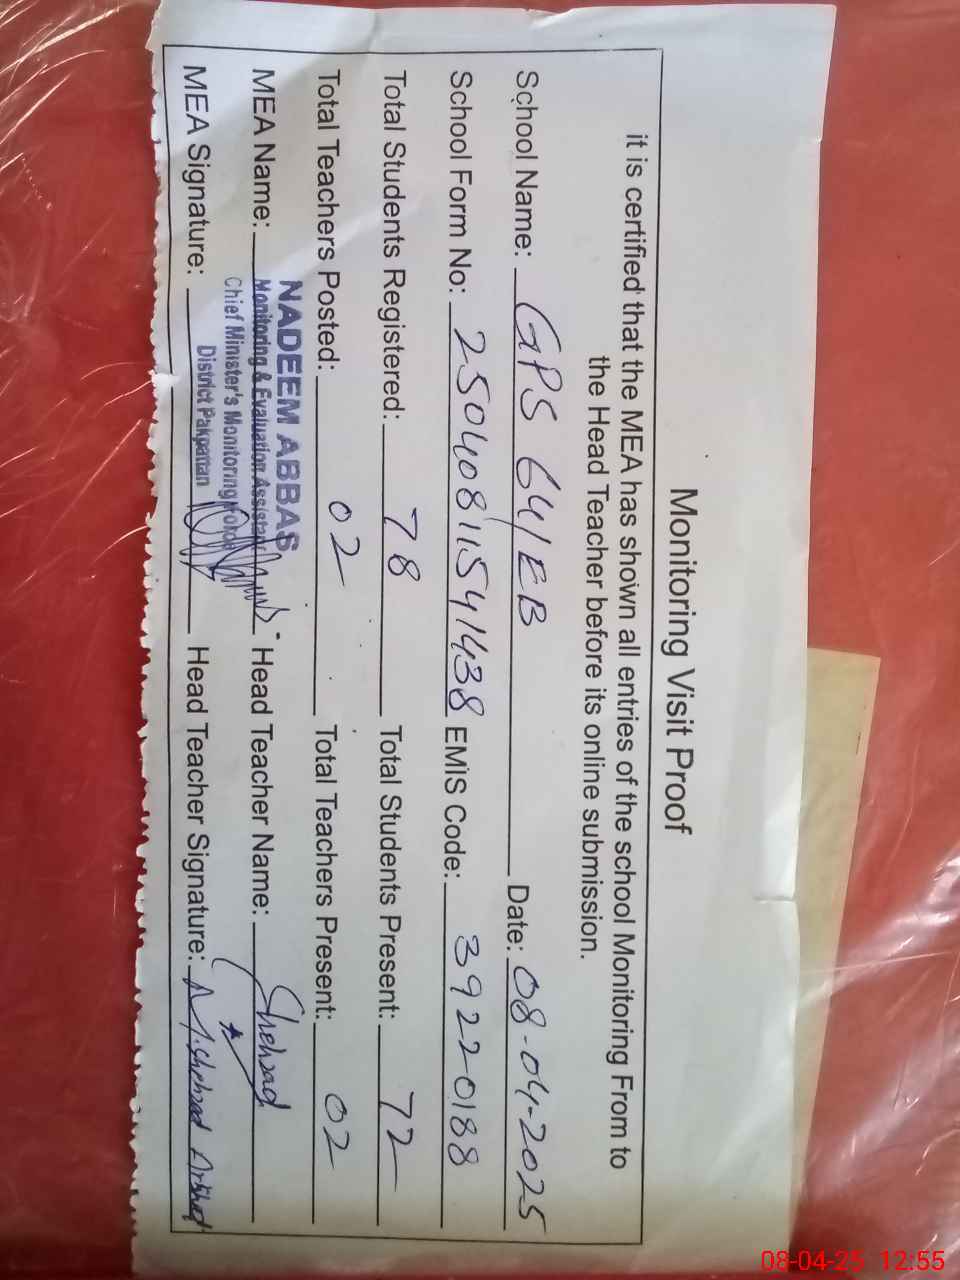 Monitoring Visit Proof
it is certified that the MEA has shown all entries of the school Monitoring From to
the Head Teacher before its online submission.
School Name: GPS 64/EB Date: 08-04-2025
School Form No: 25040811541438 EMIS Code: 39220188
Total Students Registered: 78 Total Students Present: 72
Total Teachers Posted: 02 Total Teachers Present: 02
NADEEM ABBAS
MEA Name: Monitoring & Evaluation Assistant Head Teacher Name: Shehzad
Chief Minister's Monitoring Force
District Pakpattan
MEA Signature: Head Teacher Signature:
08-04-25 12:55